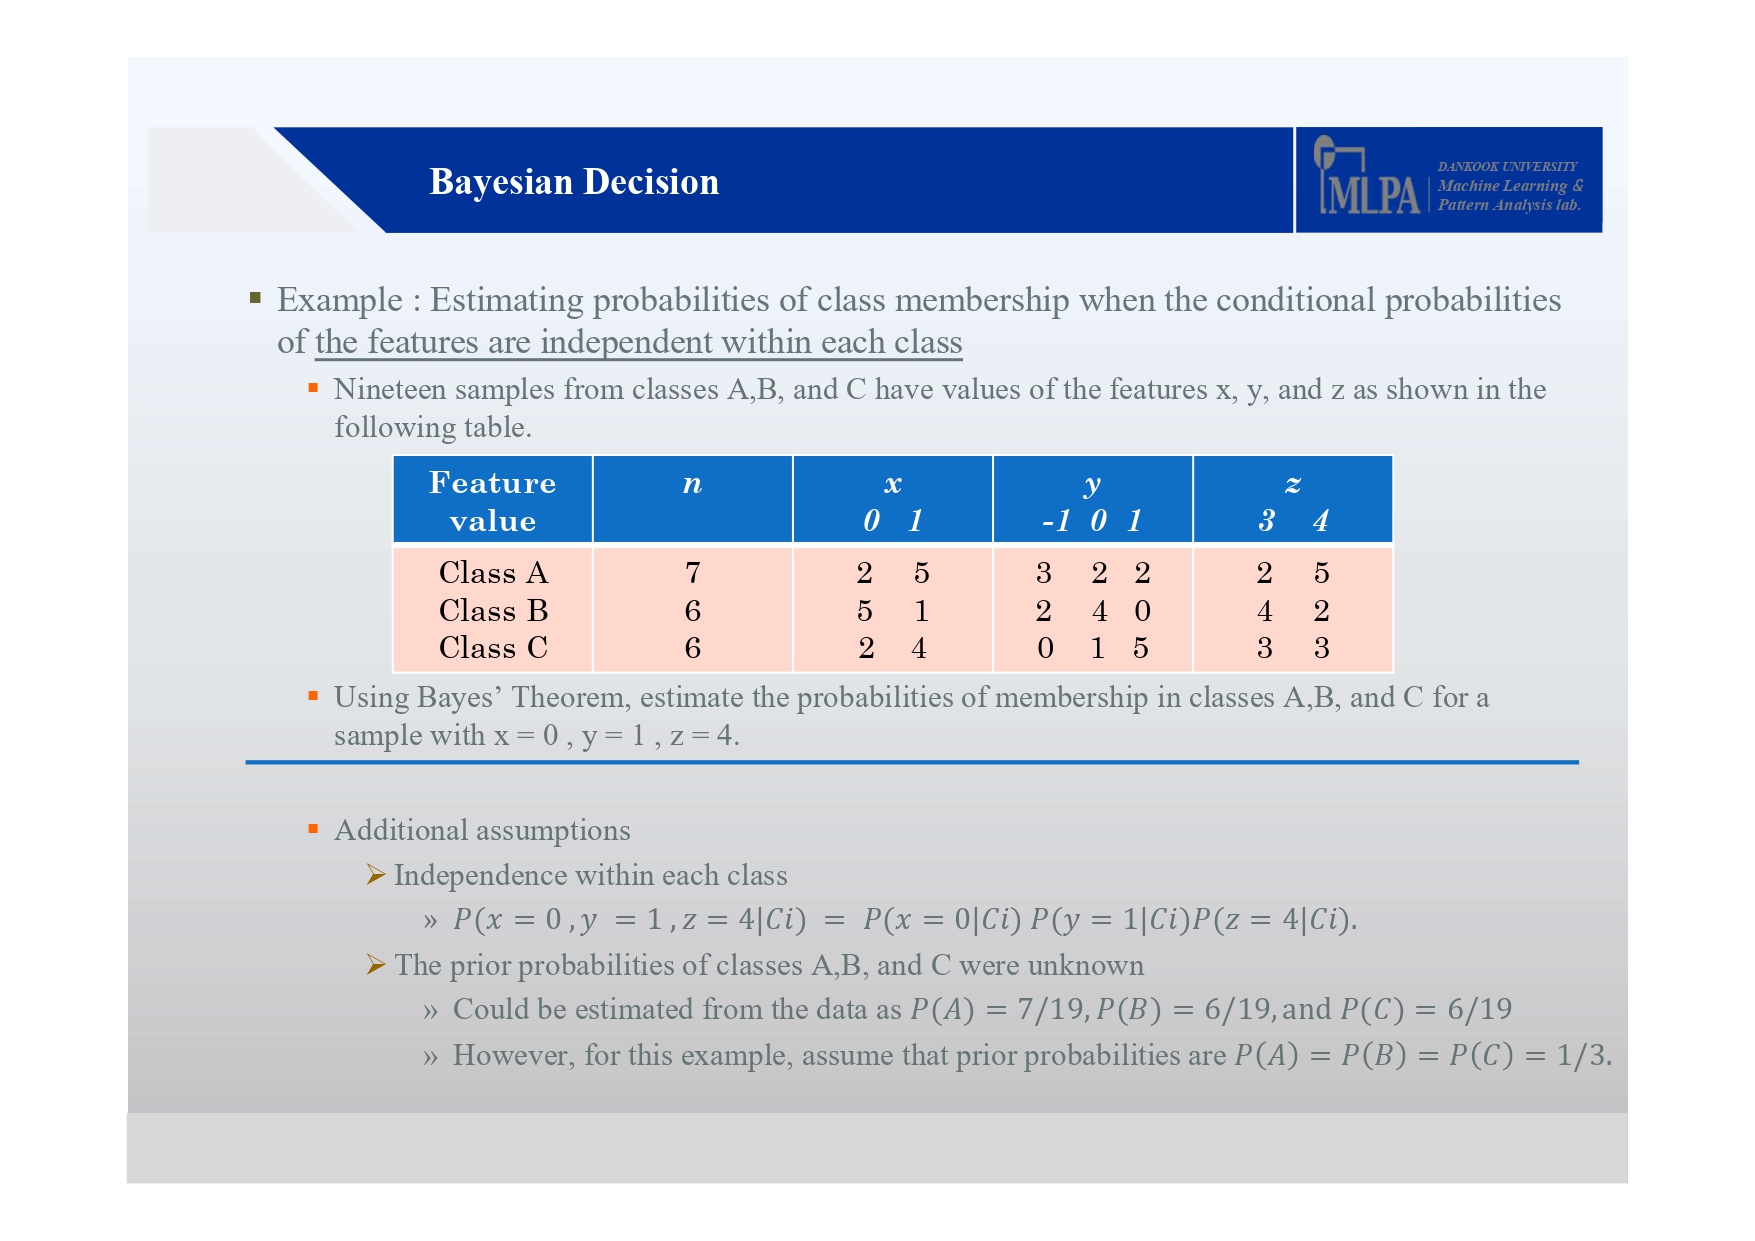 Bayesian Decision
MLPA
DANKOOK UNIVERSITY
Machine Learning &
Pattern Analysis lab.
Example : Estimating probabilities of class membership when the conditional probabilities
of the features are independent within each class
Nineteen samples from classes A,B, and C have values of the features x, y, and z as shown in the
following table.
Feature value n x y z
0 1 -1 0 1 3 4
Class A 7 2 5 3 2 2 2 5
Class B 6 5 1 2 4 0 4 2
Class C 6 2 4 0 1 5 3 3
Using Bayes’ Theorem, estimate the probabilities of membership in classes A,B, and C for a
sample with x = 0 , y = 1 , z = 4.
Additional assumptions
Independence within each class
» P(x = 0 , y = 1 , z = 4|Ci) = P(x = 0|Ci) P(y = 1|Ci)P(z = 4|Ci).
The prior probabilities of classes A,B, and C were unknown
» Could be estimated from the data as P(A) = 7/19, P(B) = 6/19, and P(C) = 6/19
» However, for this example, assume that prior probabilities are P(A) = P(B) = P(C) = 1/3.